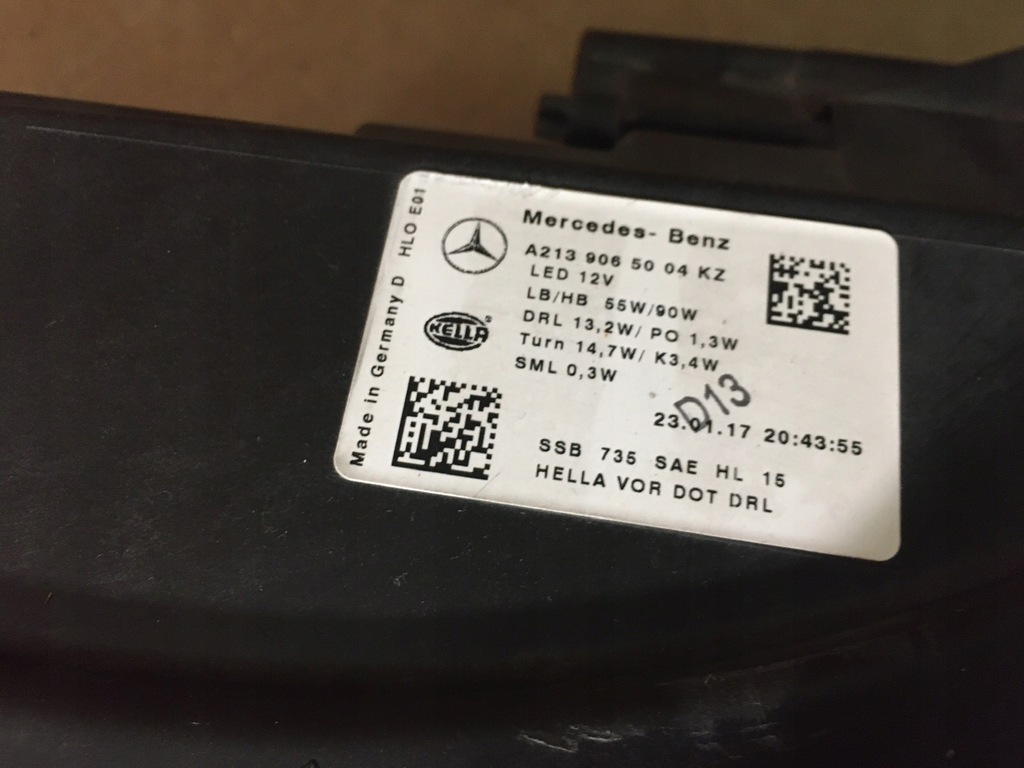 Mercedes- Benz
A213 906 50 04 KZ
LED 12V
LB/HB 55W/90W
DRL 13,2W/ PO 1,3W
Turn 14,7W/ K3,4W
SML 0,3W
D13
23.01.17 20:43:55
SSB 735 SAE HL 15
HELLA VOR DOT DRL
HELLA
Made in Germany D HLO E01